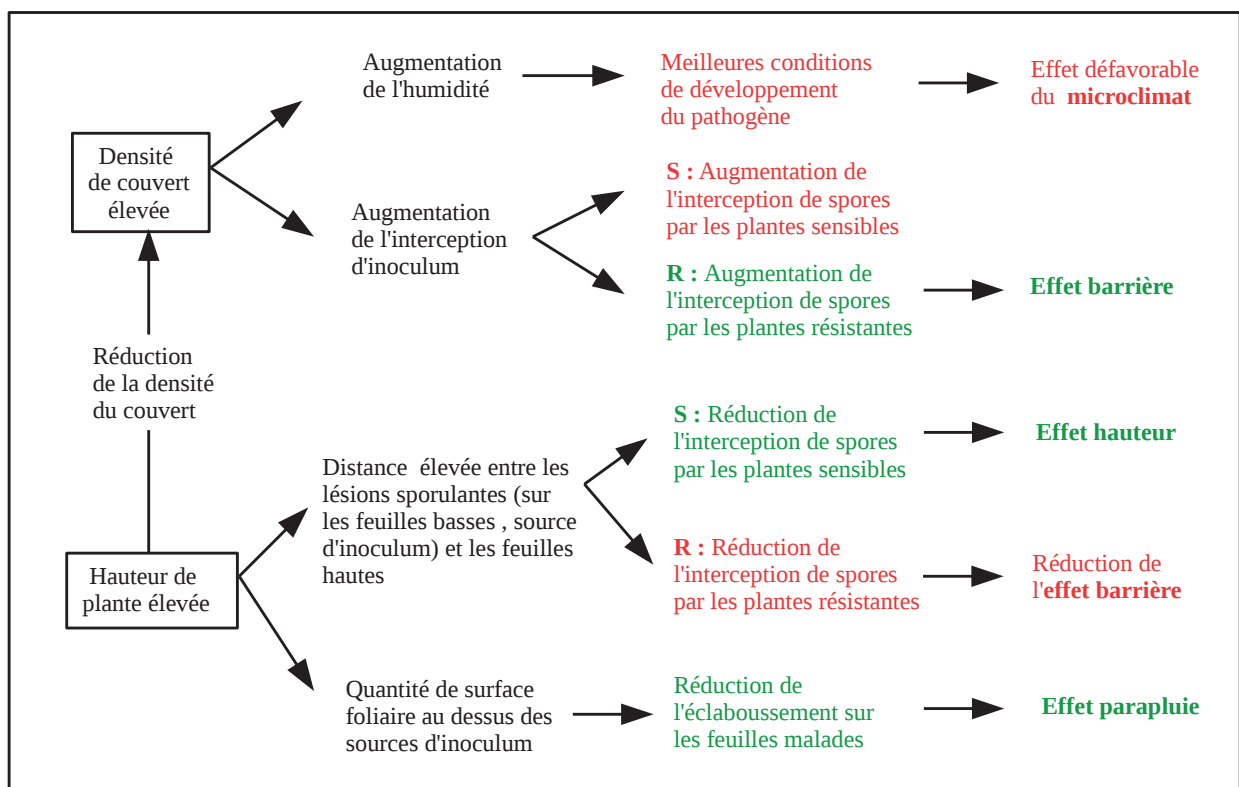 Augmentation
de l'humidité
Meilleures conditions
de développement
du pathogène
Effet défavorable
du microclimat
Densité
de couvert
élevée
Augmentation
de l'interception
d'inoculum
S : Augmentation de
l'interception de spores
par les plantes sensibles
R : Augmentation de
l'interception de spores
par les plantes résistantes
Effet barrière
Réduction
de la densité
du couvert
Hauteur de
plante élevée
Distance élevée entre les
lésions sporulantes (sur
les feuilles basses , source
d'inoculum) et les feuilles
hautes
S : Réduction de
l'interception de spores
par les plantes sensibles
Effet hauteur
R : Réduction de
l'interception de spores
par les plantes résistantes
Réduction de
l'effet barrière
Quantité de surface
foliaire au dessus des
sources d'inoculum
Réduction de
l'éclaboussement sur
les feuilles malades
Effet parapluie